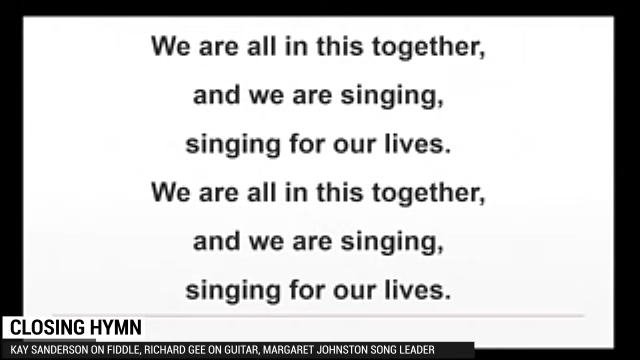 We are all in this together,
and we are singing,
singing for our lives.
We are all in this together,
and we are singing,
singing for our lives.
CLOSING HYMN
KAY SANDERSON ON FIDDLE, RICHARD GEE ON GUITAR, MARGARET JOHNSTON SONG LEADER